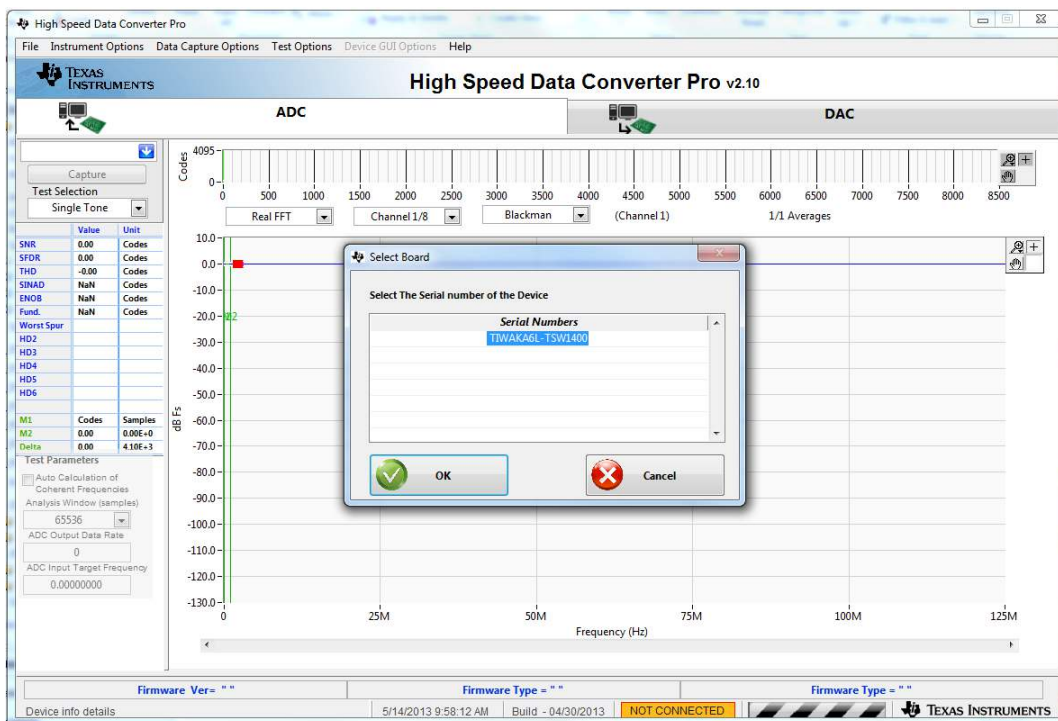 High Speed Data Converter Pro
File Instrument Options Data Capture Options Test Options Device GUI Options Help
TEXAS INSTRUMENTS
High Speed Data Converter Pro v2.10
ADC
DAC
Capture
Test Selection
Single Tone
Value Unit
SNR 0.00 Codes
SFDR 0.00 Codes
THD -0.00 Codes
SINAD NaN Codes
ENOB NaN Codes
Fund. NaN Codes
Worst Spur
HD2
HD3
HD4
HD5
HD6
M1 Codes Samples
M2 0.00 0.00E+0
Delta 0.00 4.10E+3
Test Parameters
Auto Calculation of
Coherent Frequencies
Analysis Window (samples)
65536
ADC Output Data Rate
0
ADC Input Target Frequency
0.00000000
Codes
4095
0
0 500 1000 1500 2000 2500 3000 3500 4000 4500 5000 5500 6000 6500 7000 7500 8000 8500
Real FFT Channel 1/8 Blackman (Channel 1) 1/1 Averages
dB Fs
10.0
0.0
-10.0
-20.0
-30.0
-40.0
-50.0
-60.0
-70.0
-80.0
-90.0
-100.0
-110.0
-120.0
-130.0
0 25M 50M 75M 100M 125M
Frequency (Hz)
Select Board
Select The Serial number of the Device
Serial Numbers
TIWAKA6L-TSW1400
OK
Cancel
Firmware Ver= " " Firmware Type = " " Firmware Type = " "
Device info details 5/14/2013 9:58:12 AM Build - 04/30/2013 NOT CONNECTED TEXAS INSTRUMENTS